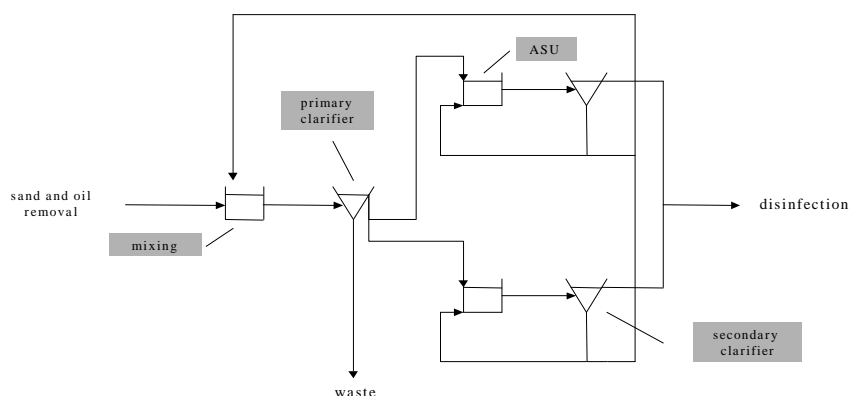 ASU
primary
clarifier
sand and oil
removal
mixing
disinfection
secondary
clarifier
waste